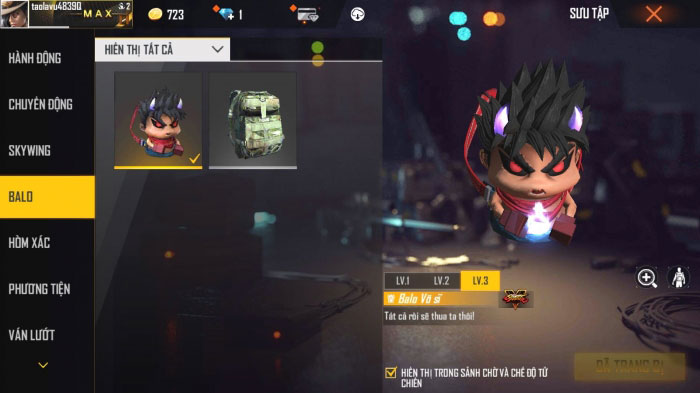 taolavu4839Q
MAX
2
723
1
SƯU TẬP
HÀNH ĐỘNG
CHUYỂN ĐỘNG
SKYWING
BALO
HÒM XÁC
PHƯƠNG TIỆN
VÁN LƯỚT
HIỂN THỊ TẤT CẢ
LV.1
LV.2
LV.3
Balo Võ sĩ
Tất cả rồi sẽ thua ta thôi!
HIỂN THỊ TRONG SẢNH CHỜ VÀ CHẾ ĐỘ TỬ
CHIẾN
ĐÃ TRANG BỊ